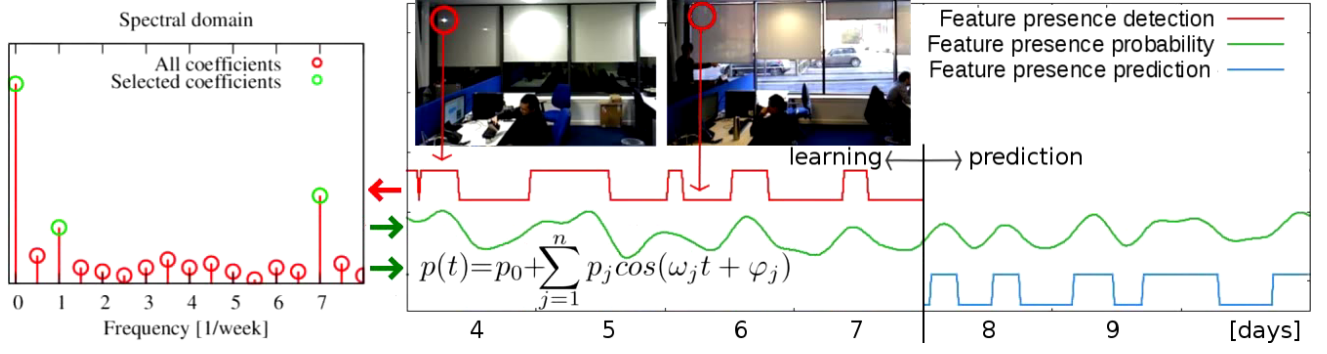 Spectral domain
All coefficients
Selected coefficients
0 1 2 3 4 5 6 7
Frequency [1/week]
Feature presence detection
Feature presence probability
Feature presence prediction
learning prediction
p(t)=p₀+∑ⁿⱼ₌₁ pⱼcos(ωⱼt + φⱼ)
4 5 6 7 8 9 [days]